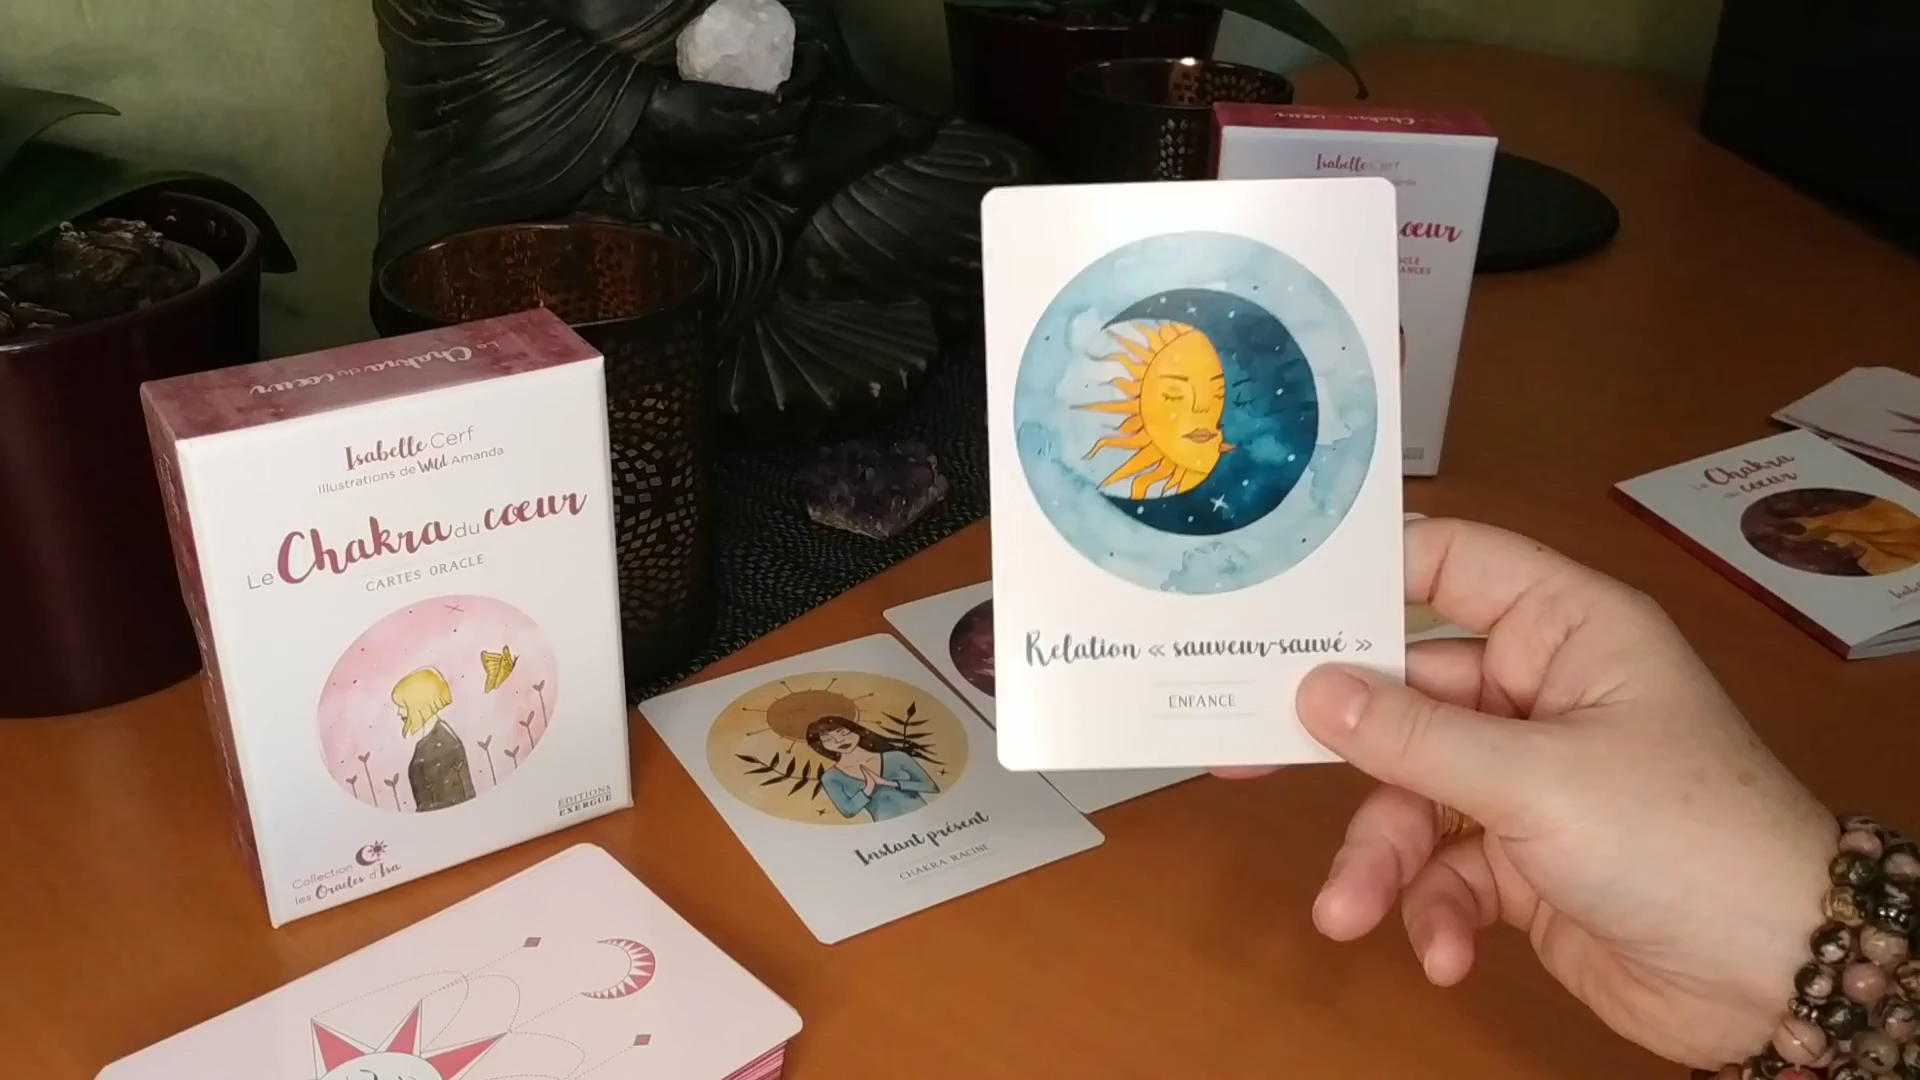 Isabelle Cerf
Illustrations de Wild Amanda
Le Chakra du cœur
CARTES ORACLE
EDITIONS
EXERGUE
Collection
les Oracles d'Isa
Le Chakra du cœur
Instant présent
CHAKRA RACINE
Relation « sauveur-sauvé »
ENFANCE
Isabelle Cerf
cœur
Le Chakra
du cœur